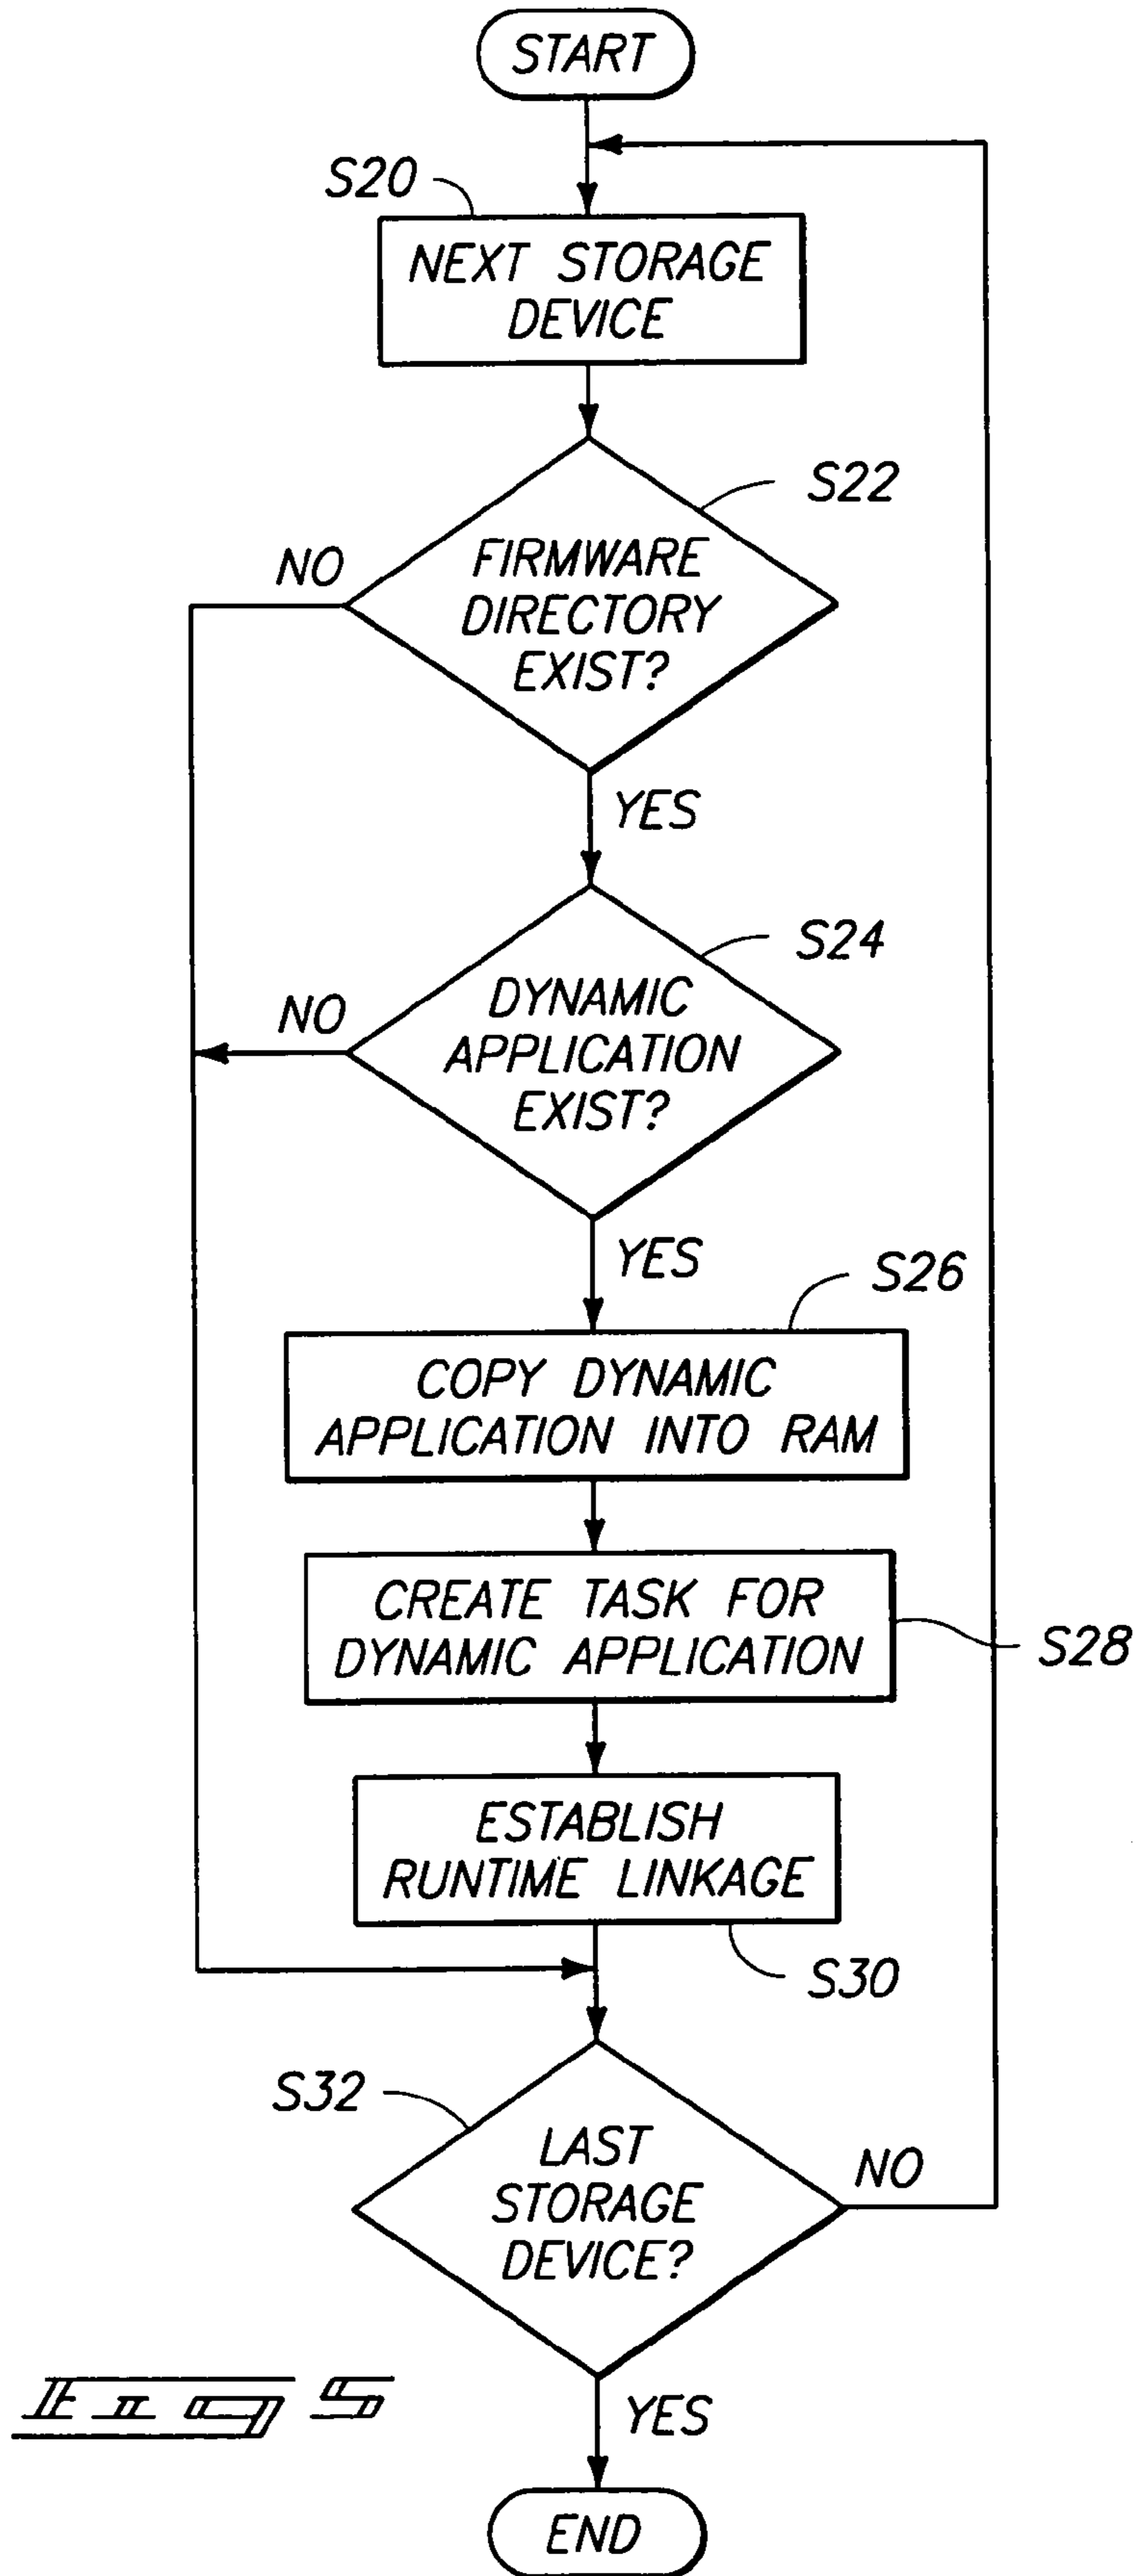 START
S20
NEXT STORAGE
DEVICE
S22
NO
FIRMWARE
DIRECTORY
EXIST?
YES
S24
NO
DYNAMIC
APPLICATION
EXIST?
YES
S26
COPY DYNAMIC
APPLICATION INTO RAM
CREATE TASK FOR
DYNAMIC APPLICATION
S28
ESTABLISH
RUNTIME LINKAGE
S30
S32
LAST
STORAGE
DEVICE?
NO
YES
Fig 5
END